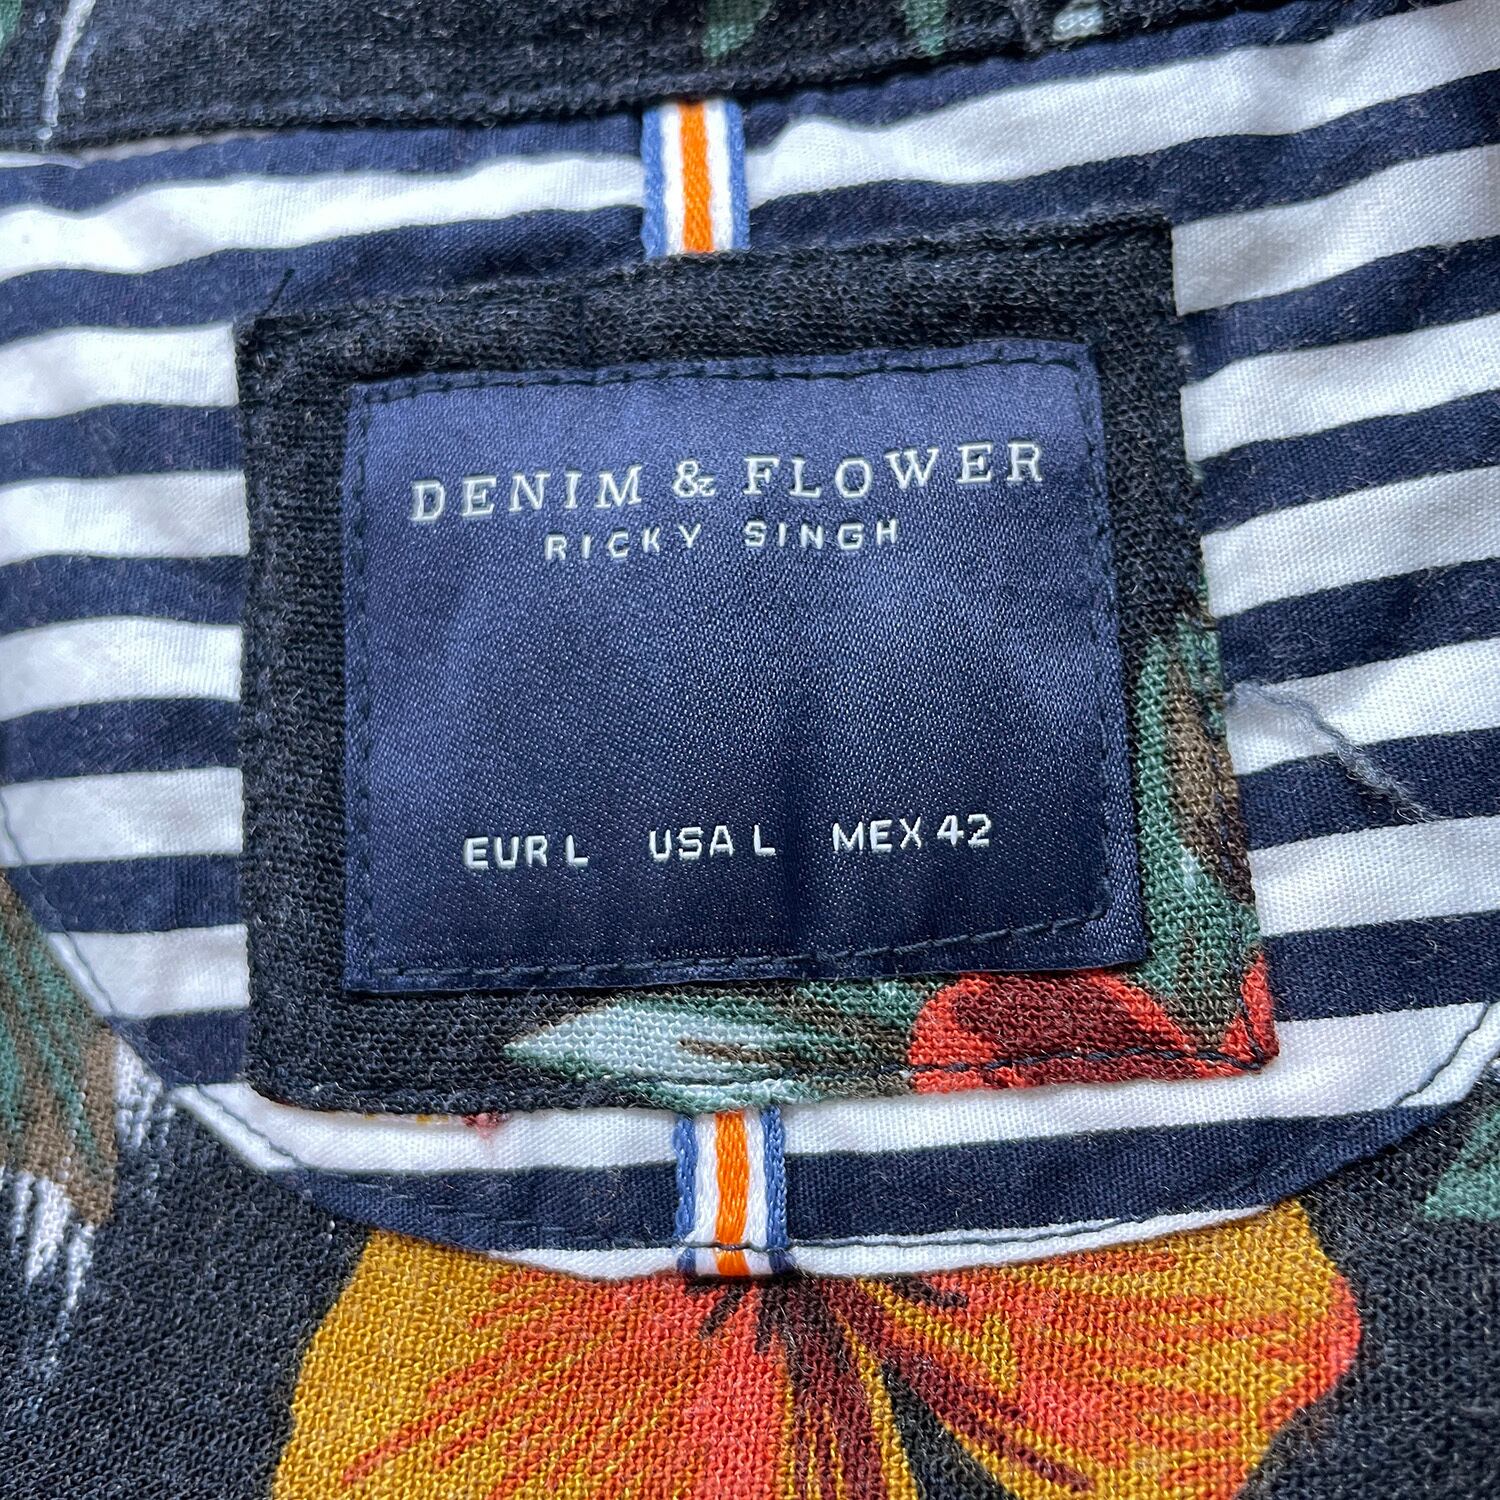 DENIM & FLOWER
RICKY SINGH
EUR L USA L MEX 42